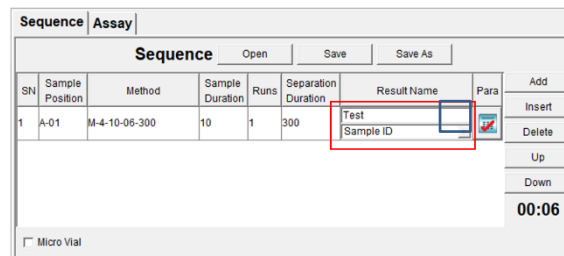 Sequence Assay
Sequence Open Save Save As
SN Sample Position Method Sample Duration Runs Separation Duration Result Name Para
1 A-01 M-4-10-06-300 10 1 300 Test
Sample ID
Add
Insert
Delete
Up
Down
00:06
Micro Vial